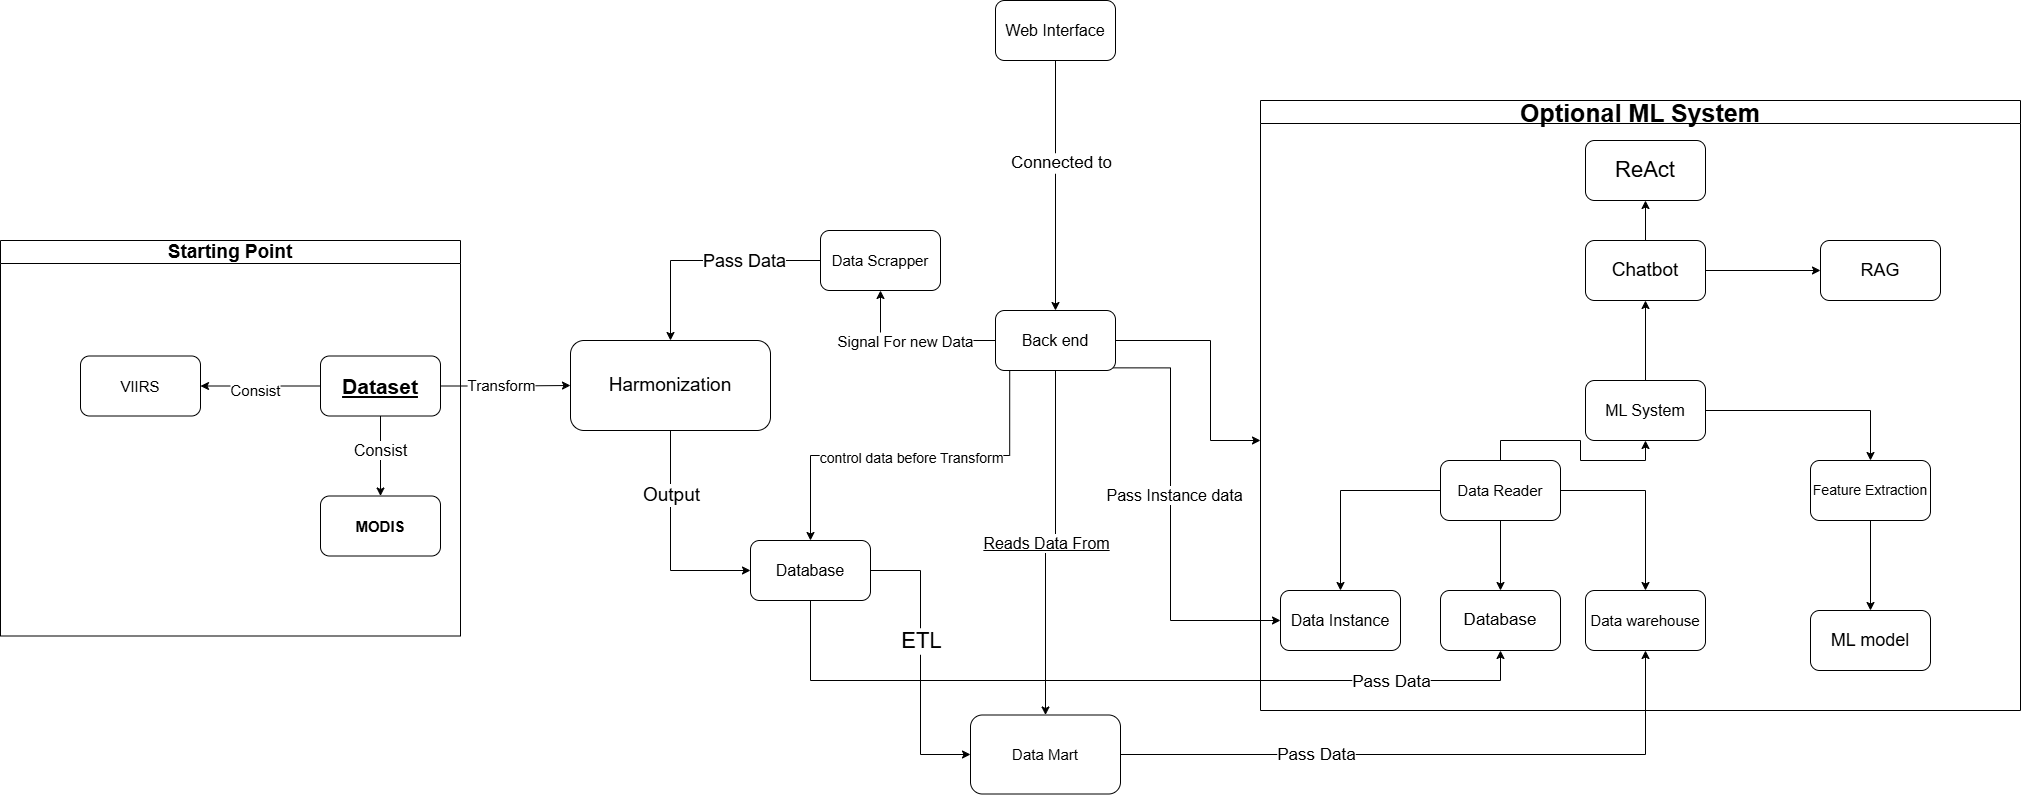 Web Interface
Connected to
Optional ML System
ReAct
Chatbot
RAG
Starting Point
Pass Data
Data Scrapper
Signal For new Data
Back end
VIIRS
Consist
Dataset
Transform
Harmonization
Consist
MODIS
ML System
control data before Transform
Output
Pass Instance data
Data Reader
Feature Extraction
Reads Data From
Database
Data Instance
Database
Data warehouse
ML model
ETL
Pass Data
Data Mart
Pass Data